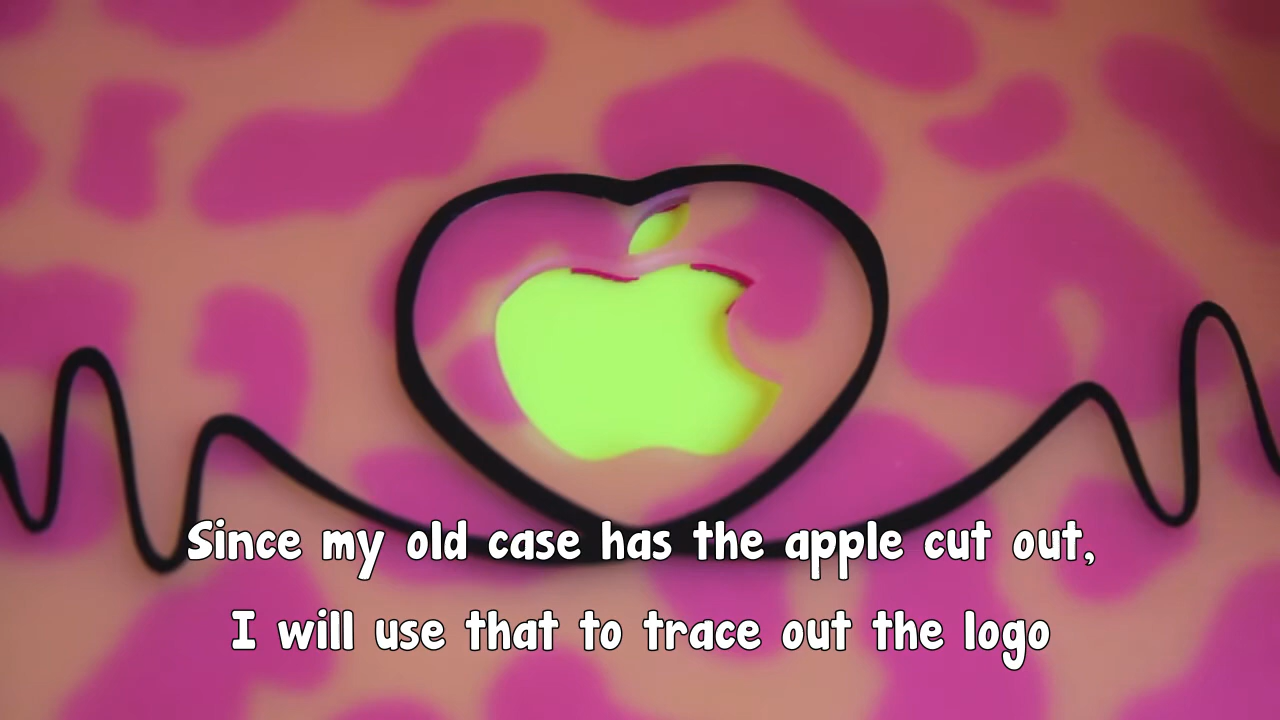 Since my old case has the apple cut out,
I will use that to trace out the logo